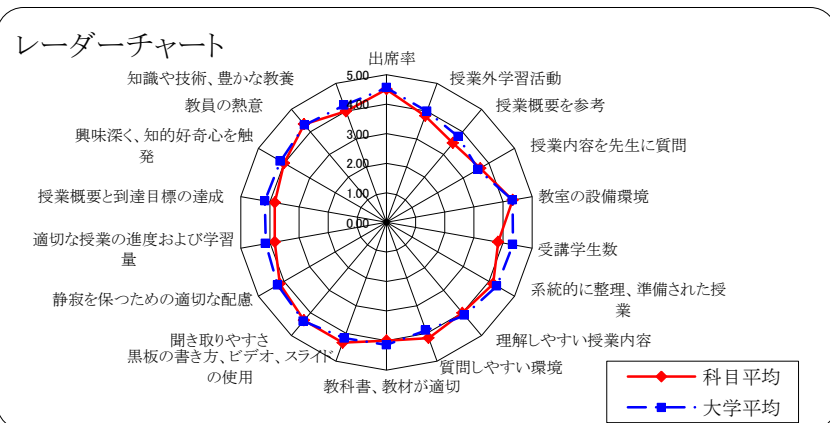 レーダーチャート
出席率
授業外学習活動
授業概要を参考
授業内容を先生に質問
教室の設備環境
受講学生数
系統的に整理、準備された授
業
理解しやすい授業内容
質問しやすい環境
教科書、教材が適切
黒板の書き方、ビデオ、スライド
の使用
聞き取りやすさ
静寂を保つための適切な配慮
適切な授業の進度および学習
量
授業概要と到達目標の達成
興味深く、知的好奇心を触
発
教員の熱意
知識や技術、豊かな教養
5.00
4.00
3.00
2.00
1.00
0.00
科目平均
大学平均